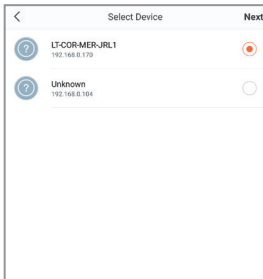 Select Device
Next
LT-COR-MER-JRL1
192.168.0.170
Unknown
192.168.0.104